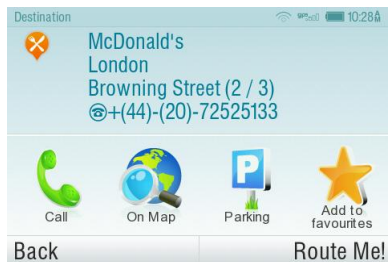 Destination
GPS 10:28
McDonald's
London
Browning Street (2 / 3)
☎+(44)-(20)-72525133
Call
On Map
P
Parking
Add to
favourites
Back
Route Me!